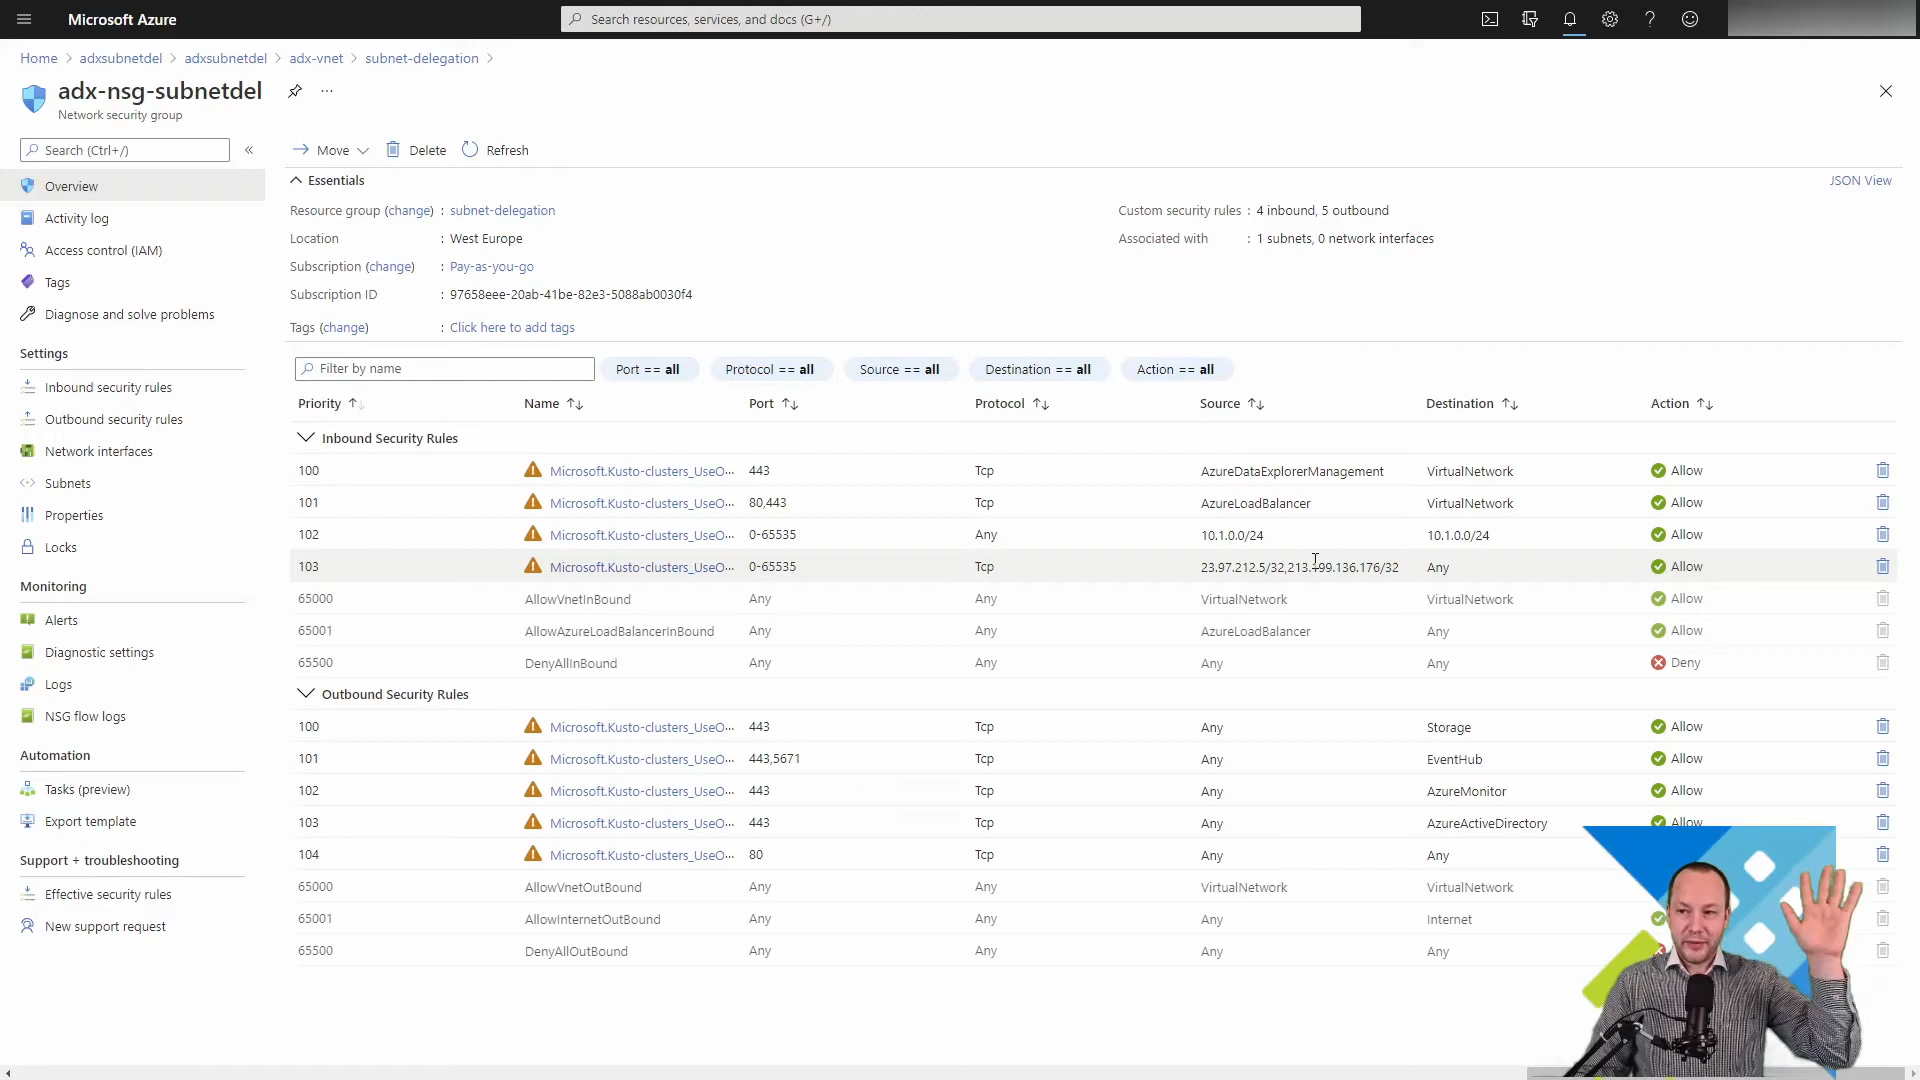 Microsoft Azure
Search resources, services, and docs (G+/)
Home > adxsubnetdel > adxsubnetdel > adx-vnet > subnet-delegation >
adx-nsg-subnetdel
Network security group
Search (Ctrl+/)
Overview
Activity log
Access control (IAM)
Tags
Diagnose and solve problems
Settings
Inbound security rules
Outbound security rules
Network interfaces
Subnets
Properties
Locks
Monitoring
Alerts
Diagnostic settings
Logs
NSG flow logs
Automation
Tasks (preview)
Export template
Support + troubleshooting
Effective security rules
New support request
Move Delete Refresh
Essentials JSON View
Resource group (change) : subnet-delegation Custom security rules : 4 inbound, 5 outbound
Location : West Europe Associated with : 1 subnets, 0 network interfaces
Subscription (change) : Pay-as-you-go
Subscription ID : 97658eee-20ab-41be-82e3-5088ab0030f4
Tags (change) : Click here to add tags
Filter by name Port == all Protocol == all Source == all Destination == all Action == all
Priority Name Port Protocol Source Destination Action
Inbound Security Rules
100 Microsoft.Kusto-clusters_UseO... 443 Tcp AzureDataExplorerManagement VirtualNetwork Allow
101 Microsoft.Kusto-clusters_UseO... 80,443 Tcp AzureLoadBalancer VirtualNetwork Allow
102 Microsoft.Kusto-clusters_UseO... 0-65535 Any 10.1.0.0/24 10.1.0.0/24 Allow
103 Microsoft.Kusto-clusters_UseO... 0-65535 Tcp 23.97.212.5/32,213.199.136.176/32 Any Allow
65000 AllowVnetInBound Any Any VirtualNetwork VirtualNetwork Allow
65001 AllowAzureLoadBalancerInBound Any Any AzureLoadBalancer Any Allow
65500 DenyAllInBound Any Any Any Any Deny
Outbound Security Rules
100 Microsoft.Kusto-clusters_UseO... 443 Tcp Any Storage Allow
101 Microsoft.Kusto-clusters_UseO... 443,5671 Tcp Any EventHub Allow
102 Microsoft.Kusto-clusters_UseO... 443 Tcp Any AzureMonitor Allow
103 Microsoft.Kusto-clusters_UseO... 443 Tcp Any AzureActiveDirectory Allow
104 Microsoft.Kusto-clusters_UseO... 80 Tcp Any Any
65000 AllowVnetOutBound Any Any VirtualNetwork VirtualNetwork
65001 AllowInternetOutBound Any Any Any Internet
65500 DenyAllOutBound Any Any Any Any